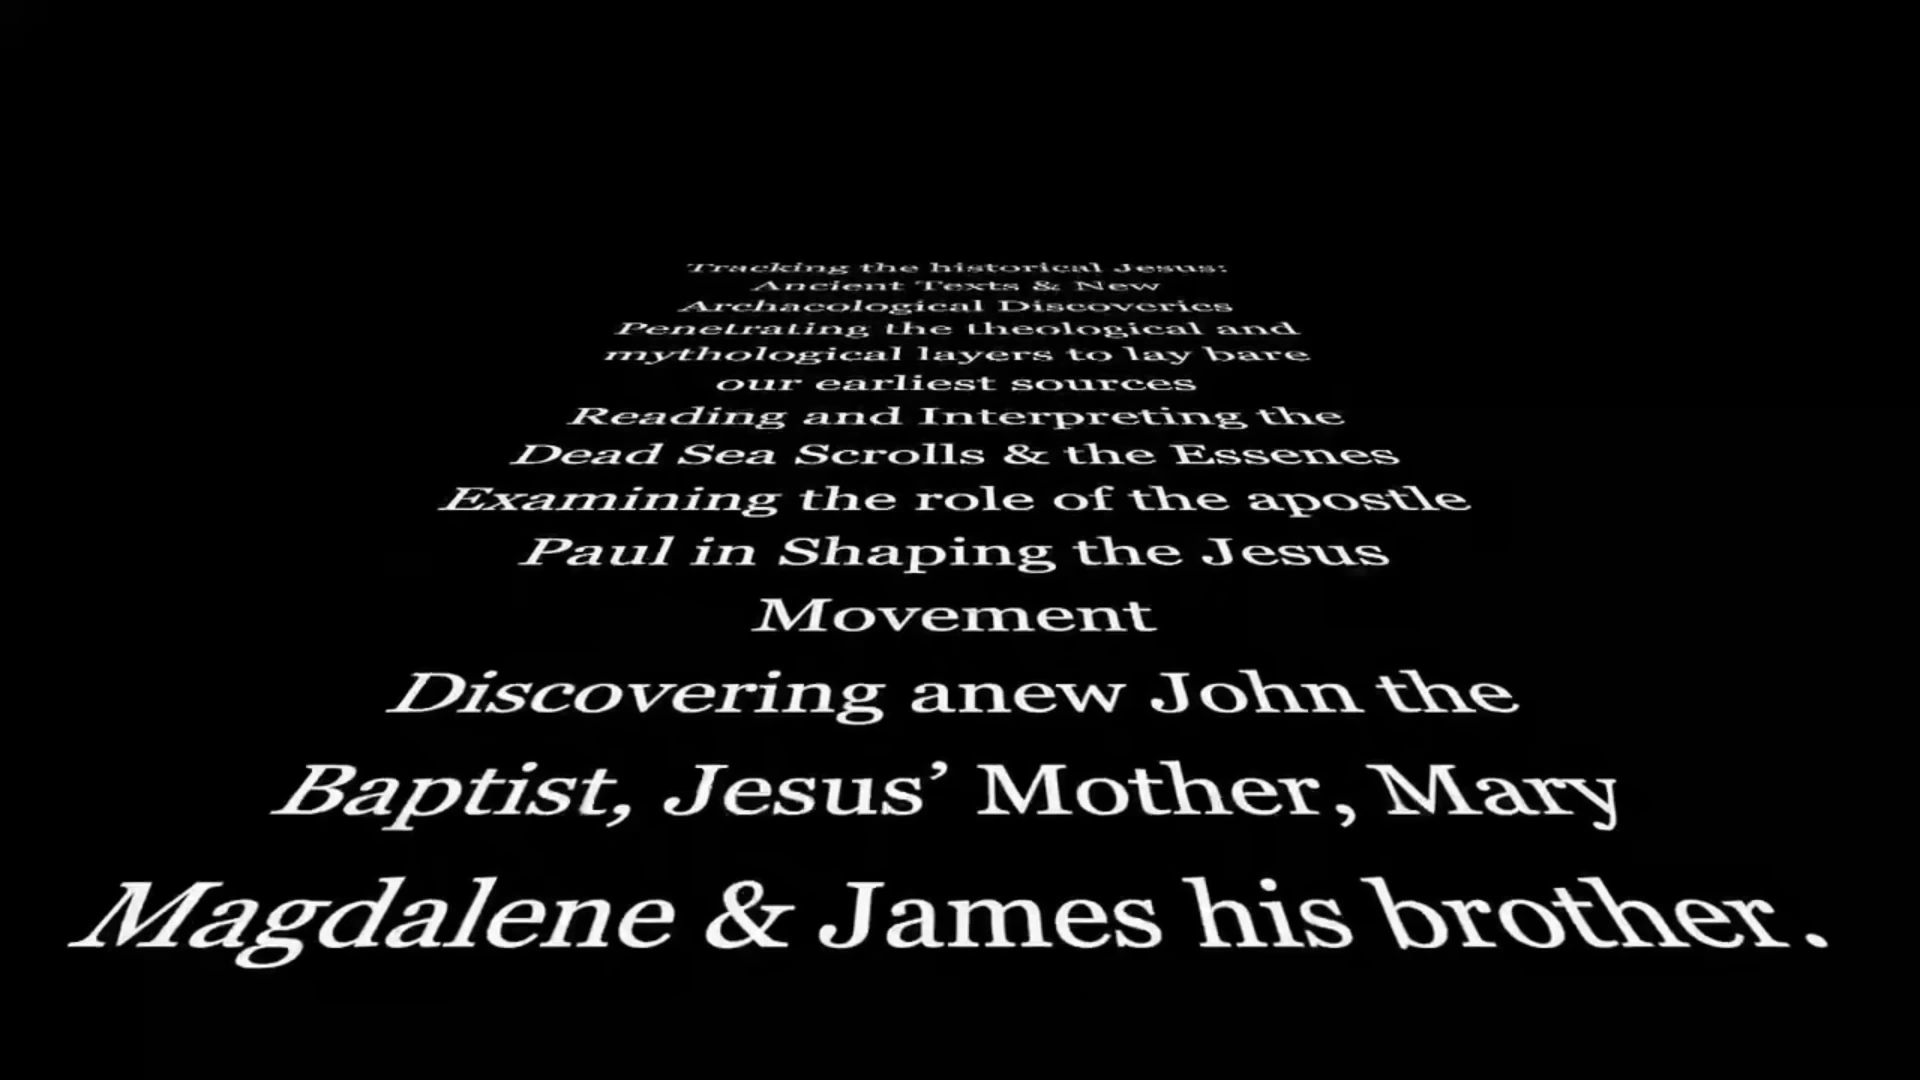 Tracking the historical Jesus:
Ancient Texts & New
Archaeological Discoveries
Penetrating the theological and
mythological layers to lay bare
our earliest sources
Reading and Interpreting the
Dead Sea Scrolls & the Essenes
Examining the role of the apostle
Paul in Shaping the Jesus
Movement
Discovering anew John the
Baptist, Jesus’ Mother, Mary
Magdalene & James his brother.